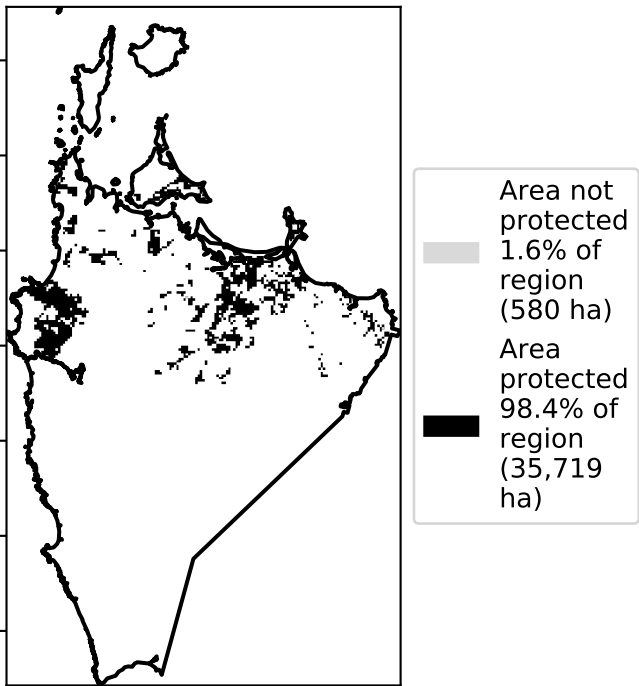 Area not
protected
1.6% of
region
(580 ha)
Area
protected
98.4% of
region
(35,719
ha)